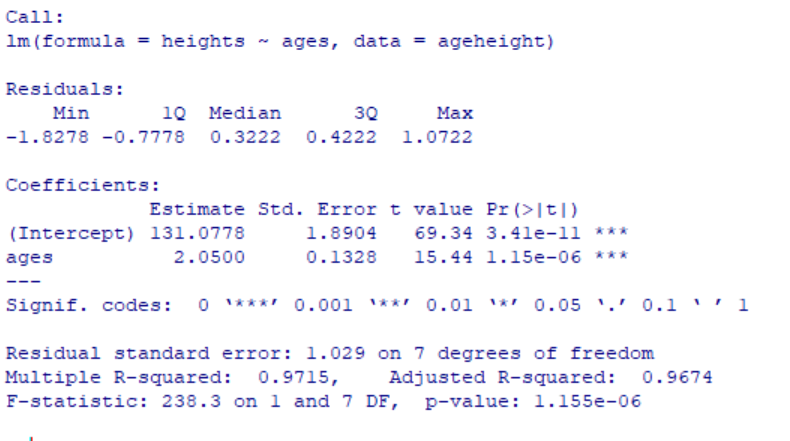 Call:
lm(formula = heights ~ ages, data = ageheight)
Residuals:
    Min      1Q  Median      3Q     Max
-1.8278 -0.7778  0.3222  0.4222  1.0722
Coefficients:
            Estimate Std. Error t value Pr(>|t|)
(Intercept) 131.0778     1.8904   69.34 3.41e-11 ***
ages          2.0500     0.1328   15.44 1.15e-06 ***
---
Signif. codes:  0 ‘***’ 0.001 ‘**’ 0.01 ‘*’ 0.05 ‘.’ 0.1 ‘ ’ 1
Residual standard error: 1.029 on 7 degrees of freedom
Multiple R-squared:  0.9715,    Adjusted R-squared:  0.9674
F-statistic: 238.3 on 1 and 7 DF,  p-value: 1.155e-06